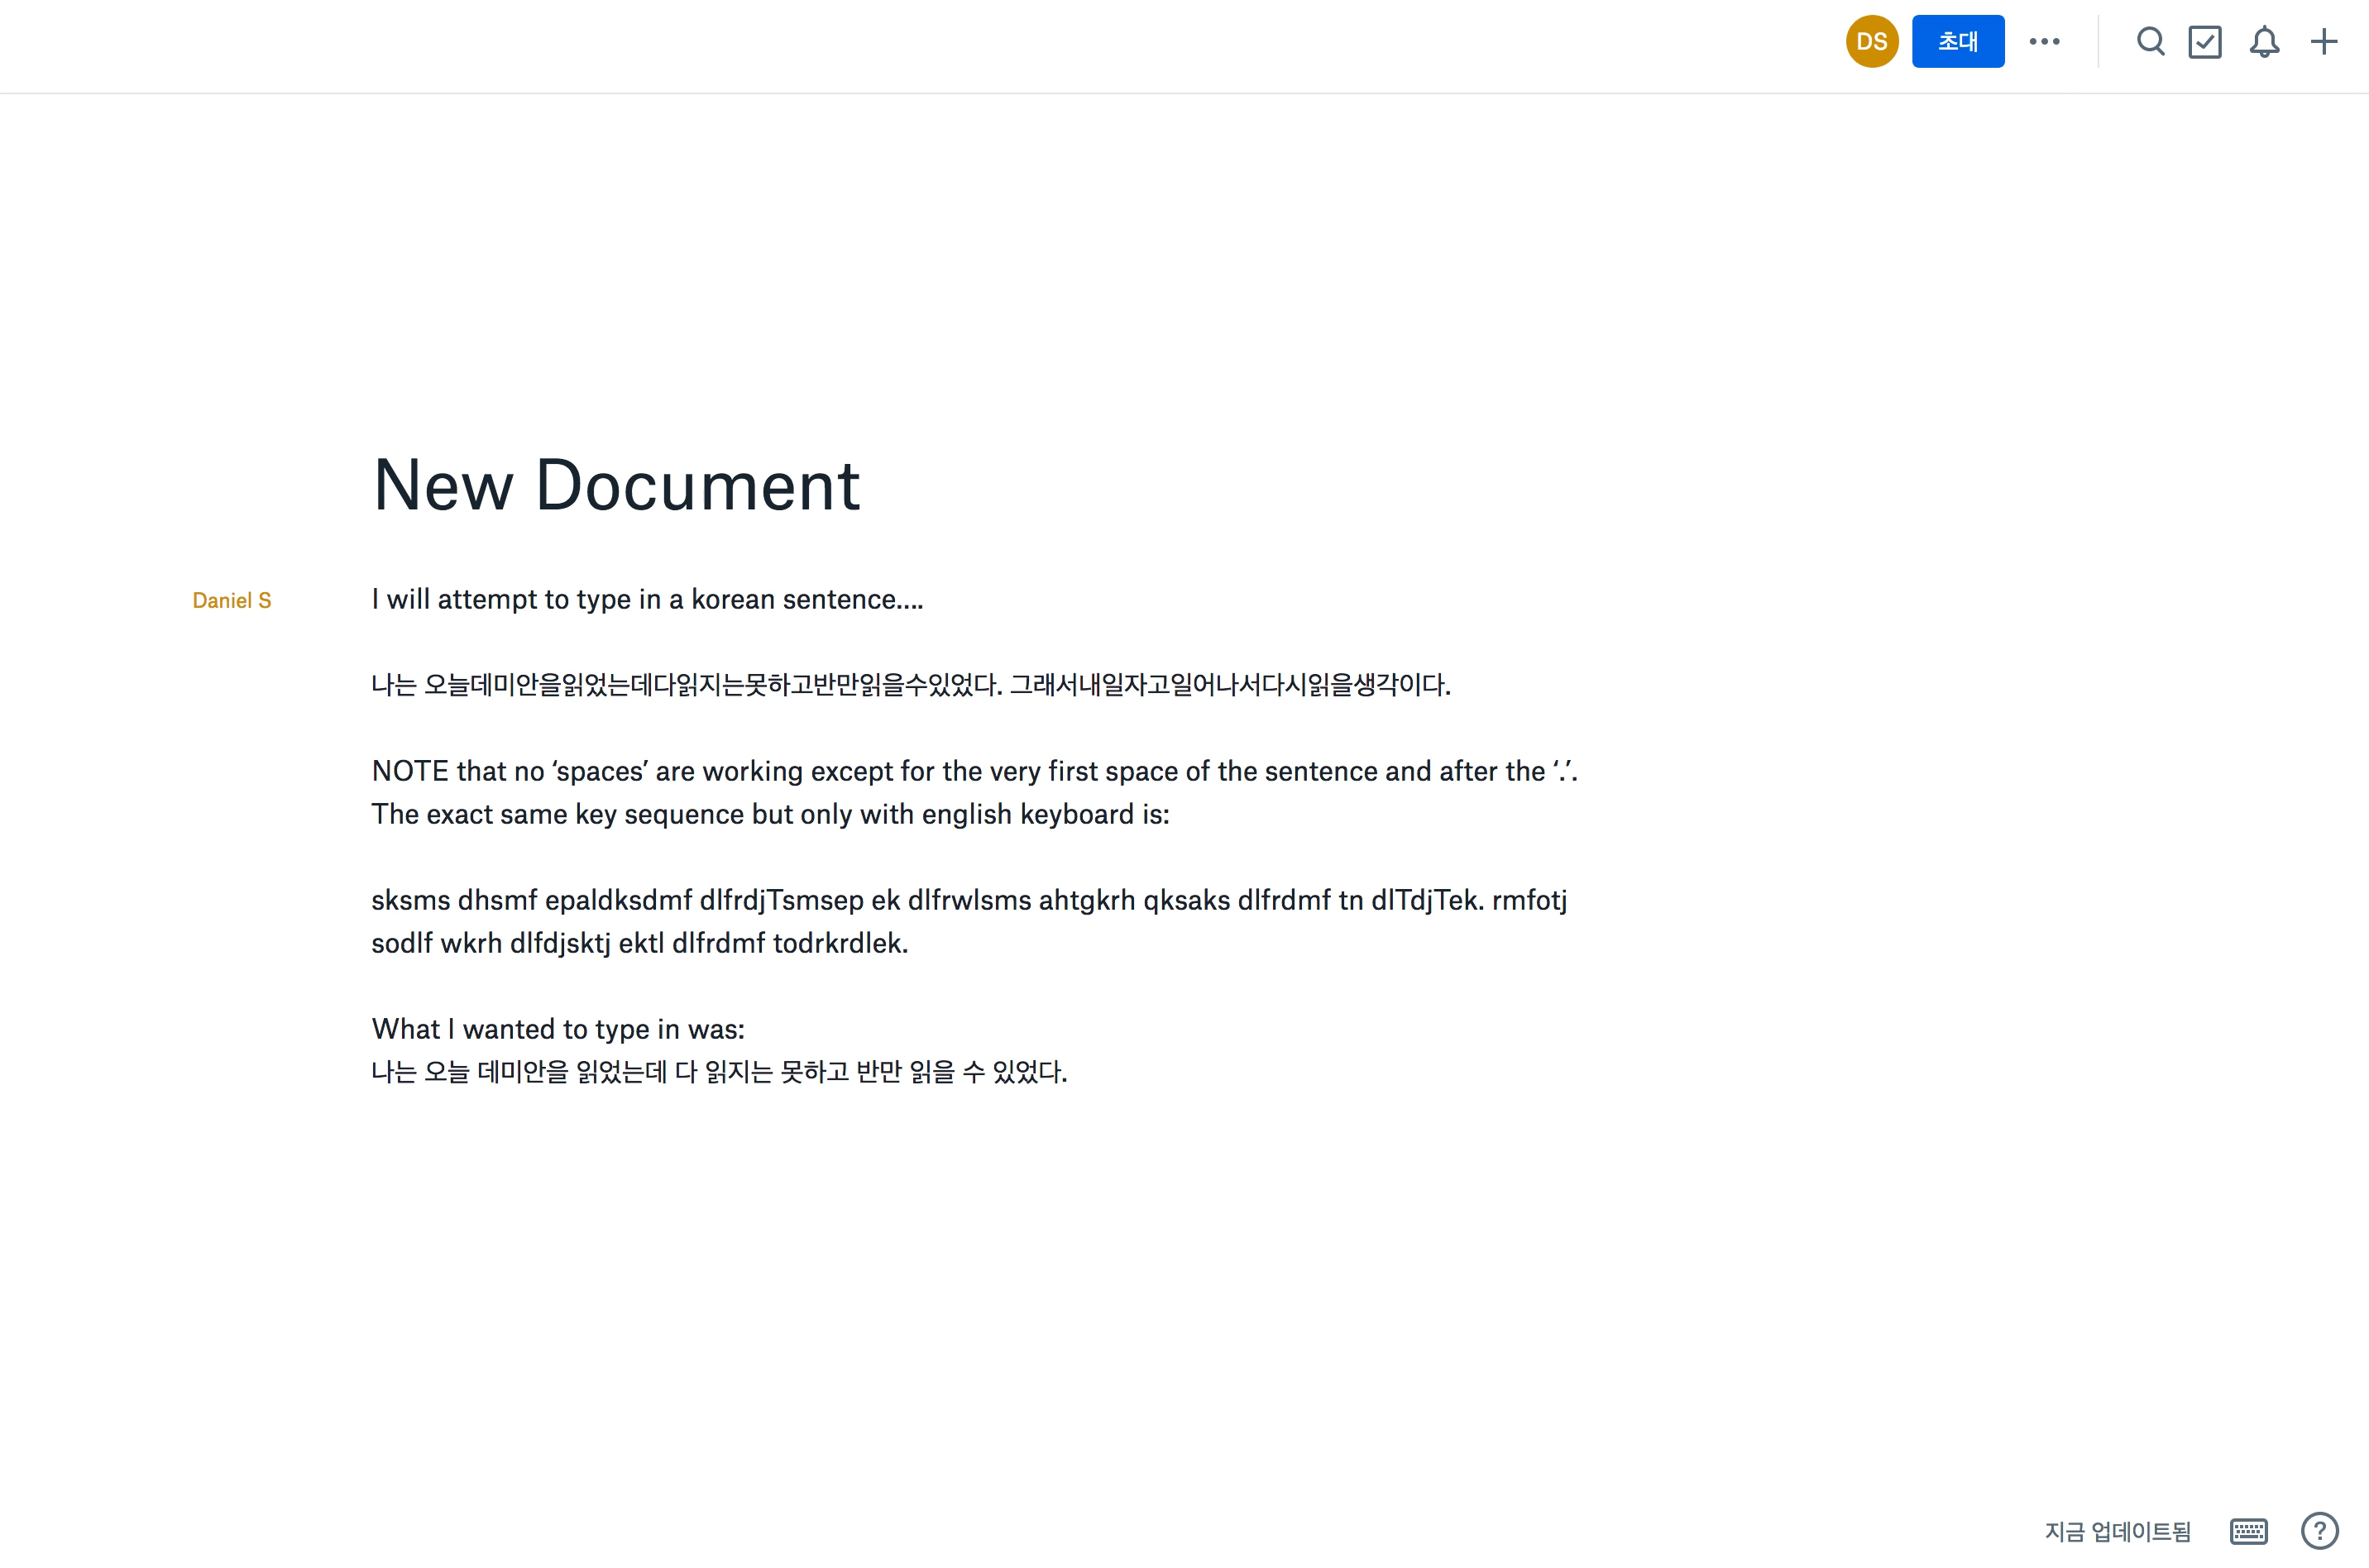 DS 초대
New Document
Daniel S
I will attempt to type in a korean sentence....
나는 오늘데미안을읽었는데다읽지는못하고반만읽을수있었다. 그래서내일자고일어나서다시읽을생각이다.
NOTE that no ‘spaces’ are working except for the very first space of the sentence and after the ‘.’.
The exact same key sequence but only with english keyboard is:
sksms dhsmf epaldksdmf dlfrdjTsmsep ek dlfrwlsms ahtgkrh qksaks dlfrdmf tn dlTdjTek. rmfotj
sodlf wkrh dlfdjsktj ektl dlfrdmf todrkrdlek.
What I wanted to type in was:
나는 오늘 데미안을 읽었는데 다 읽지는 못하고 반만 읽을 수 있었다.
지금 업데이트됨 ?